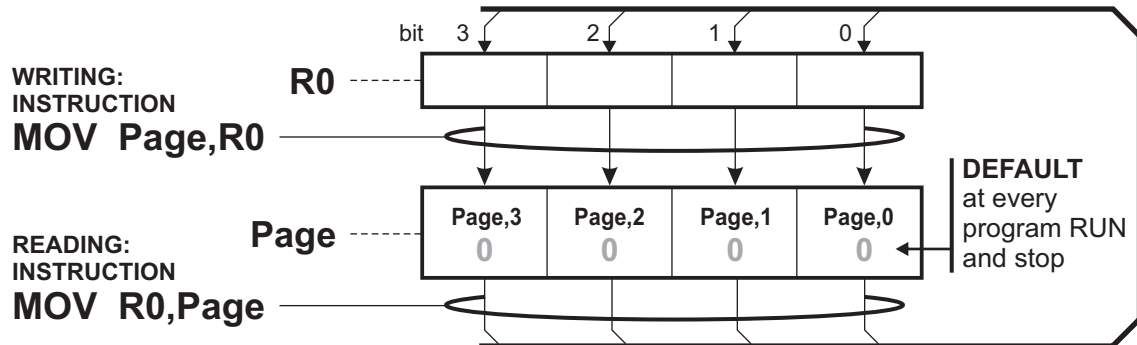 bit 3 2 1 0
WRITING:
INSTRUCTION
MOV Page,R0
R0
Page,3 Page,2 Page,1 Page,0
0 0 0 0
Page
DEFAULT
at every
program RUN
and stop
READING:
INSTRUCTION
MOV R0,Page